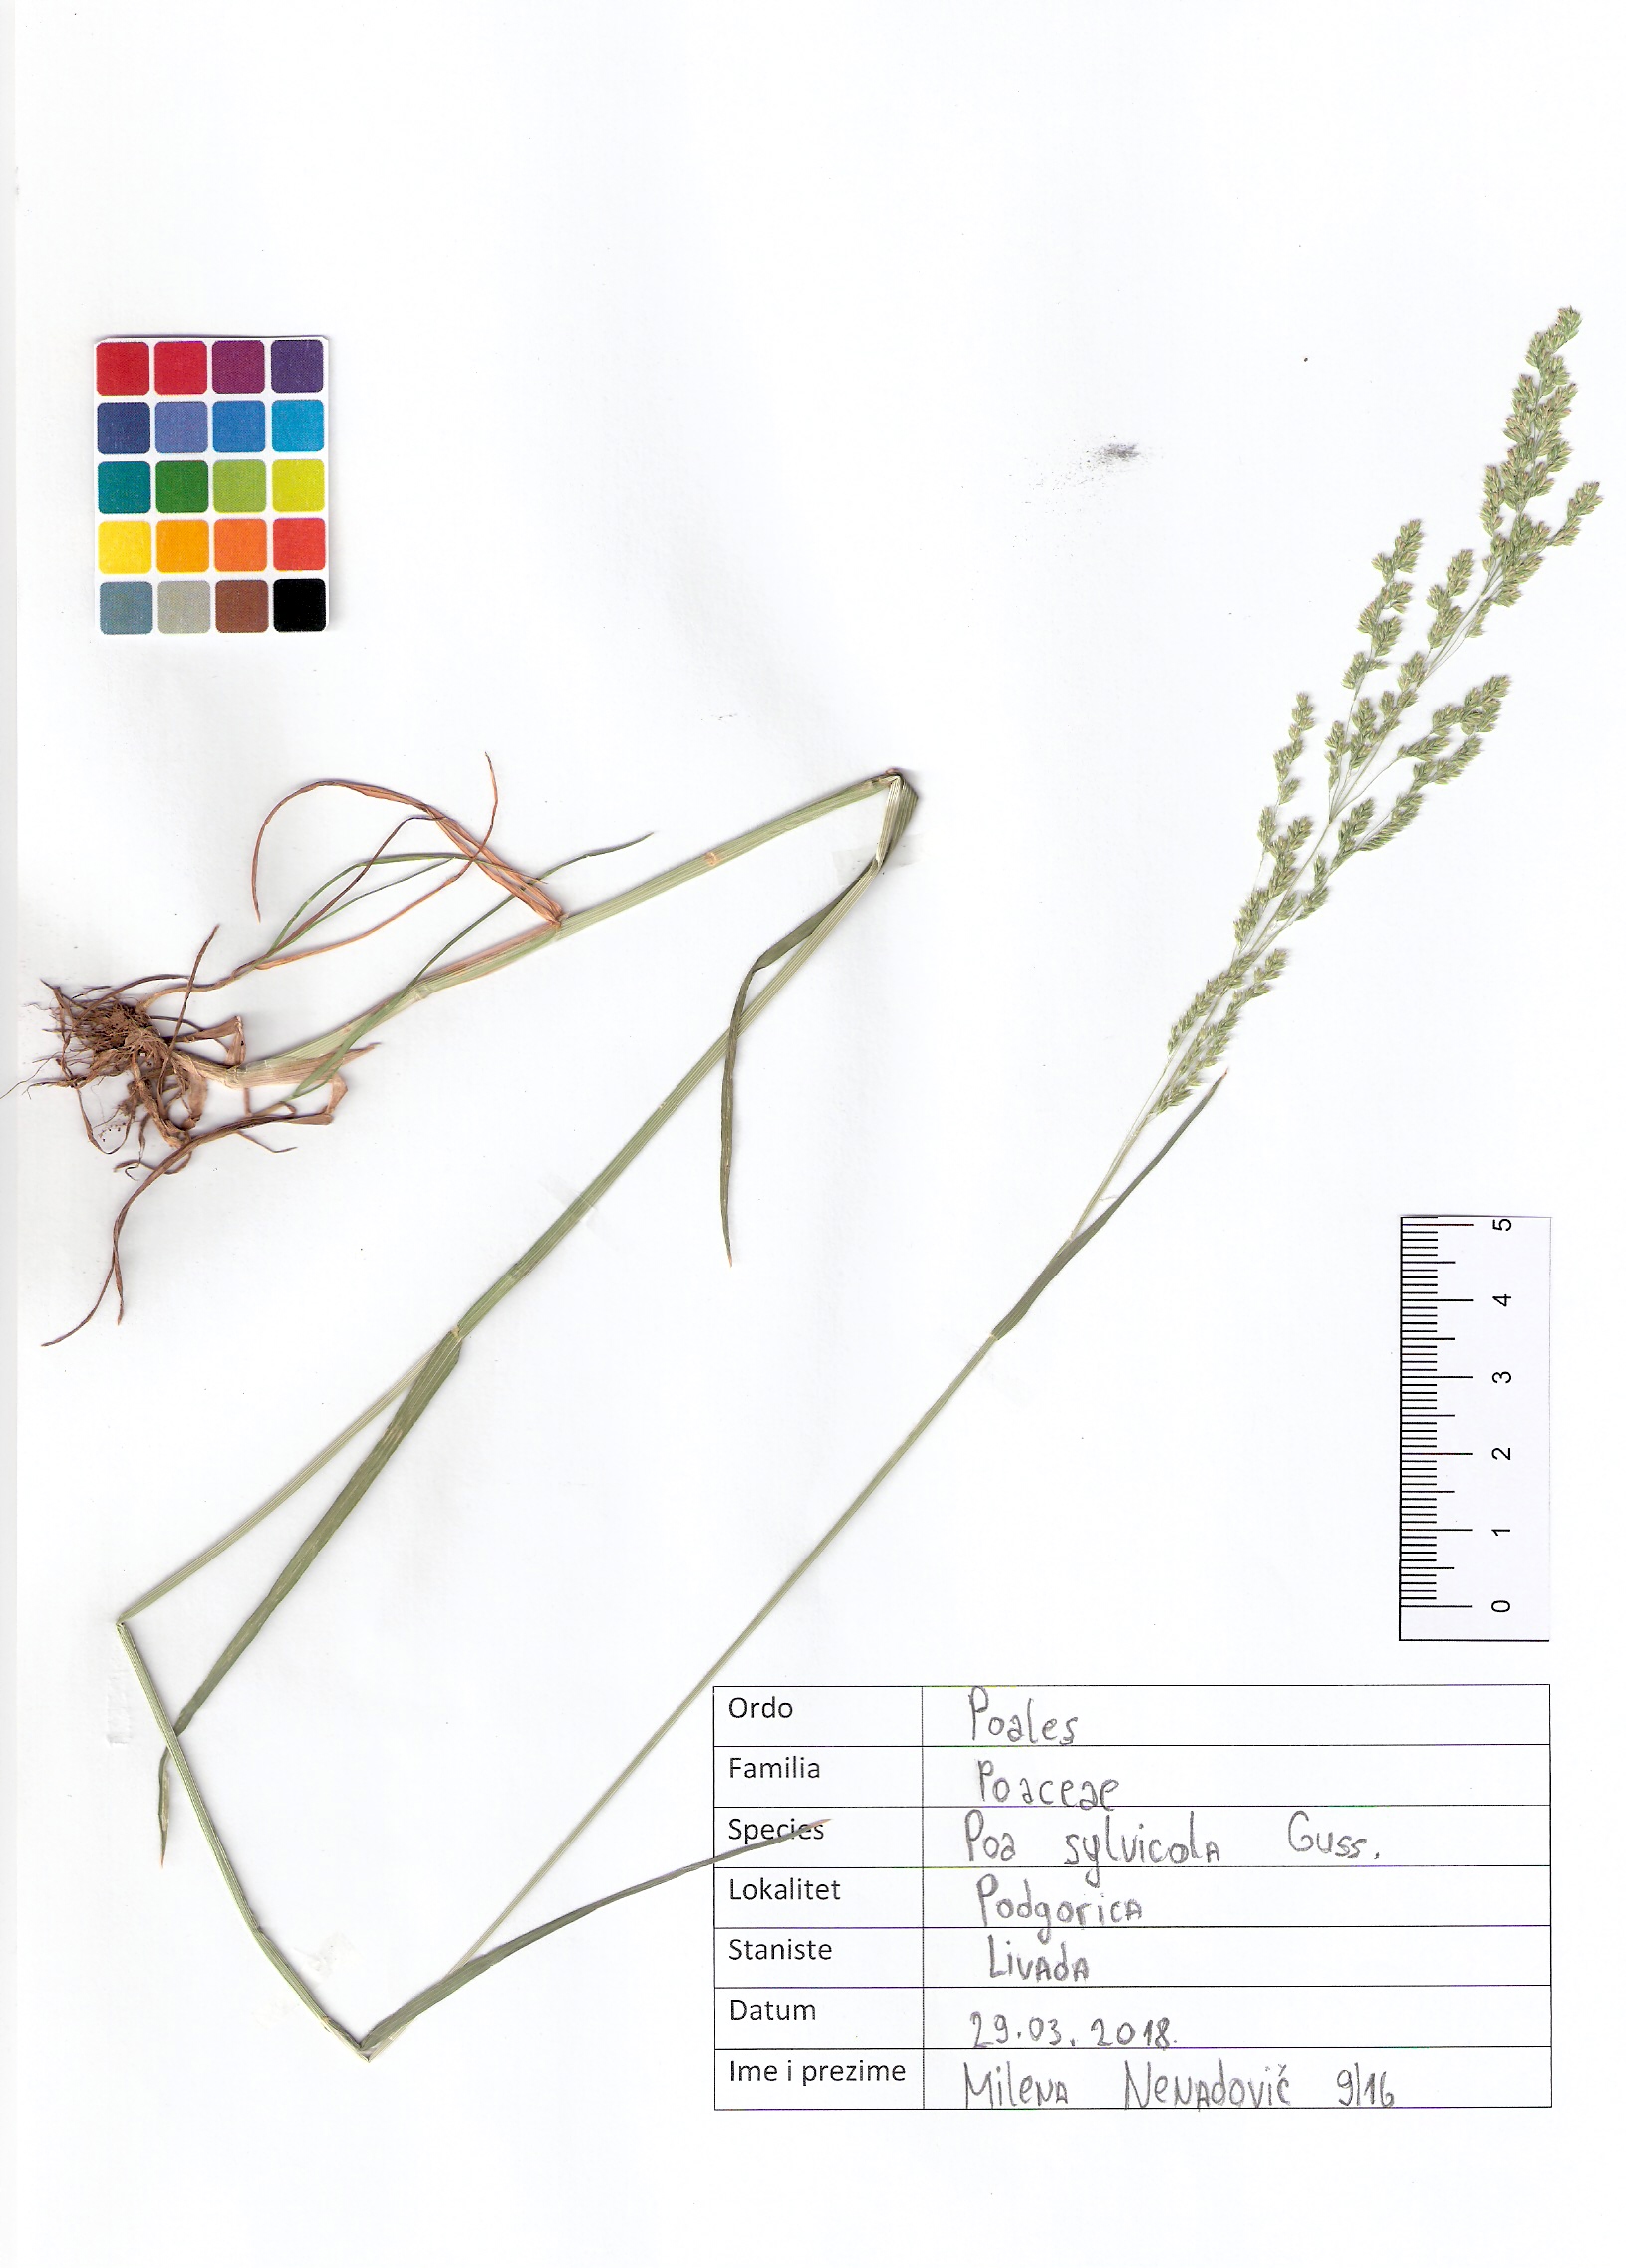 5
4
3
2
1
0
Ordo Poales
Familia Poaceae
Species Poa sylvicola Guss.
Lokalitet Podgorica
Staniste Livada
Datum 29.03.2018.
Ime i prezime Milena Nenadovič 9/16